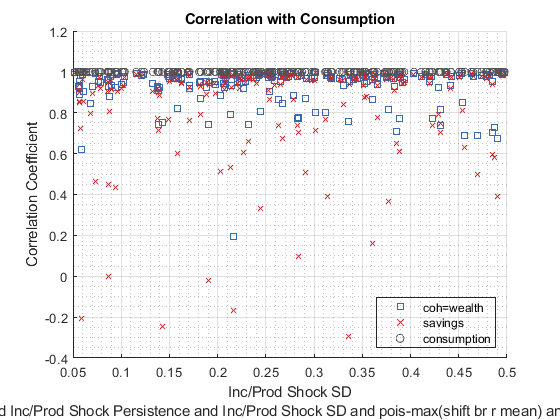 Correlation with Consumption
1.2
1
0.8
0.6
0.4
0.2
0
-0.2
-0.4
Correlation Coefficient
coh=wealth
savings
consumption
0.05 0.1 0.15 0.2 0.25 0.3 0.35 0.4 0.45 0.5
Inc/Prod Shock SD
d Inc/Prod Shock Persistence and Inc/Prod Shock SD and pois-max(shift br r mean) a